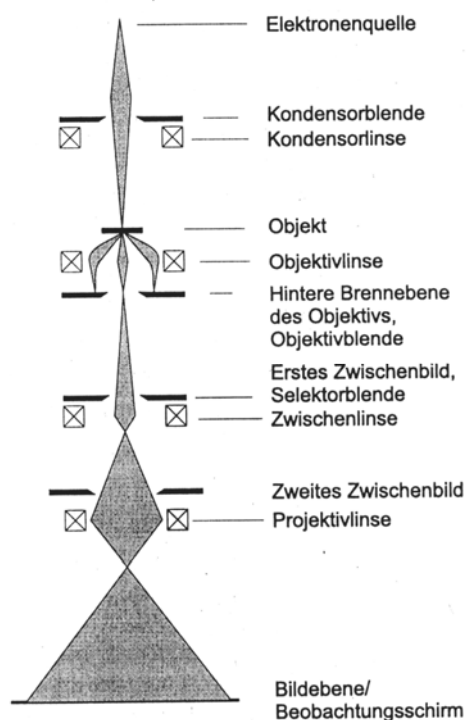 Elektronenquelle
Kondensorblende
Kondensorlinse
Objekt
Objektivlinse
Hintere Brennebene
des Objektivs,
Objektivblende
Erstes Zwischenbild,
Selektorblende
Zwischenlinse
Zweites Zwischenbild
Projektivlinse
Bildebene/
Beobachtungsschirm